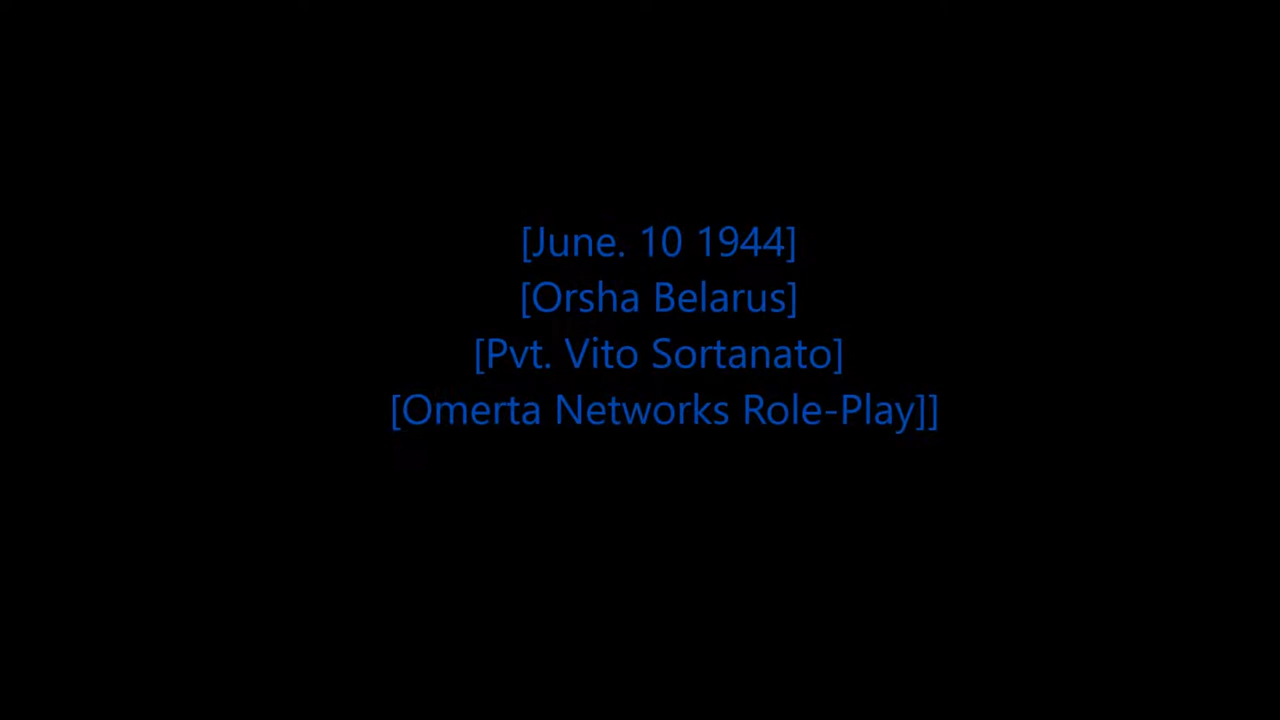 [June. 10 1944]
[Orsha Belarus]
[Pvt. Vito Sortanato]
[Omerta Networks Role-Play]]